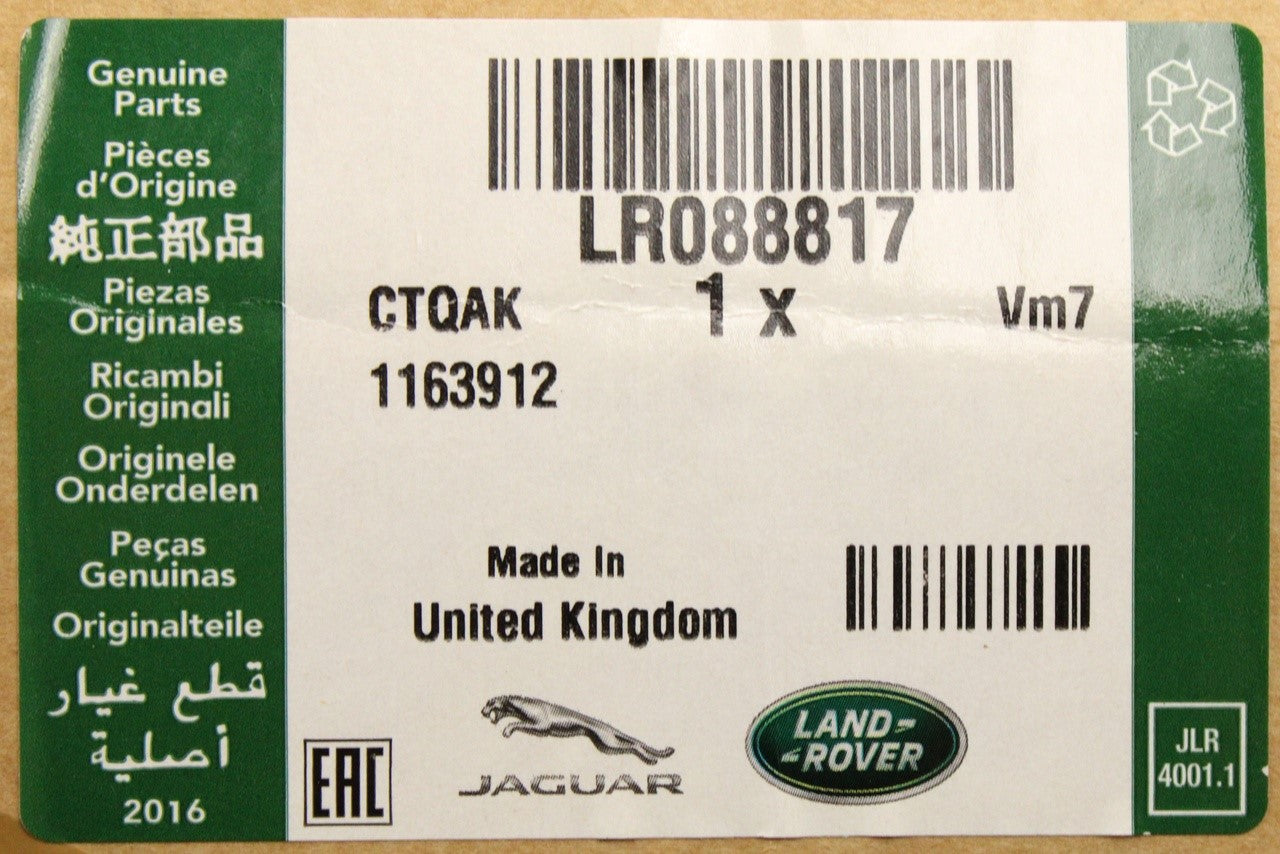 Genuine
Parts
Pièces
d'Origine
純正部品
Piezas
Originales
Ricambi
Originali
Originele
Onderdelen
Peças
Genuinas
Originalteile
قطع غيار
أصلية
2016
LR088817
CTQAK 1 x Vm7
1163912
Made In
United Kingdom
EAC
JAGUAR
LAND-
-ROVER
JLR
4001.1